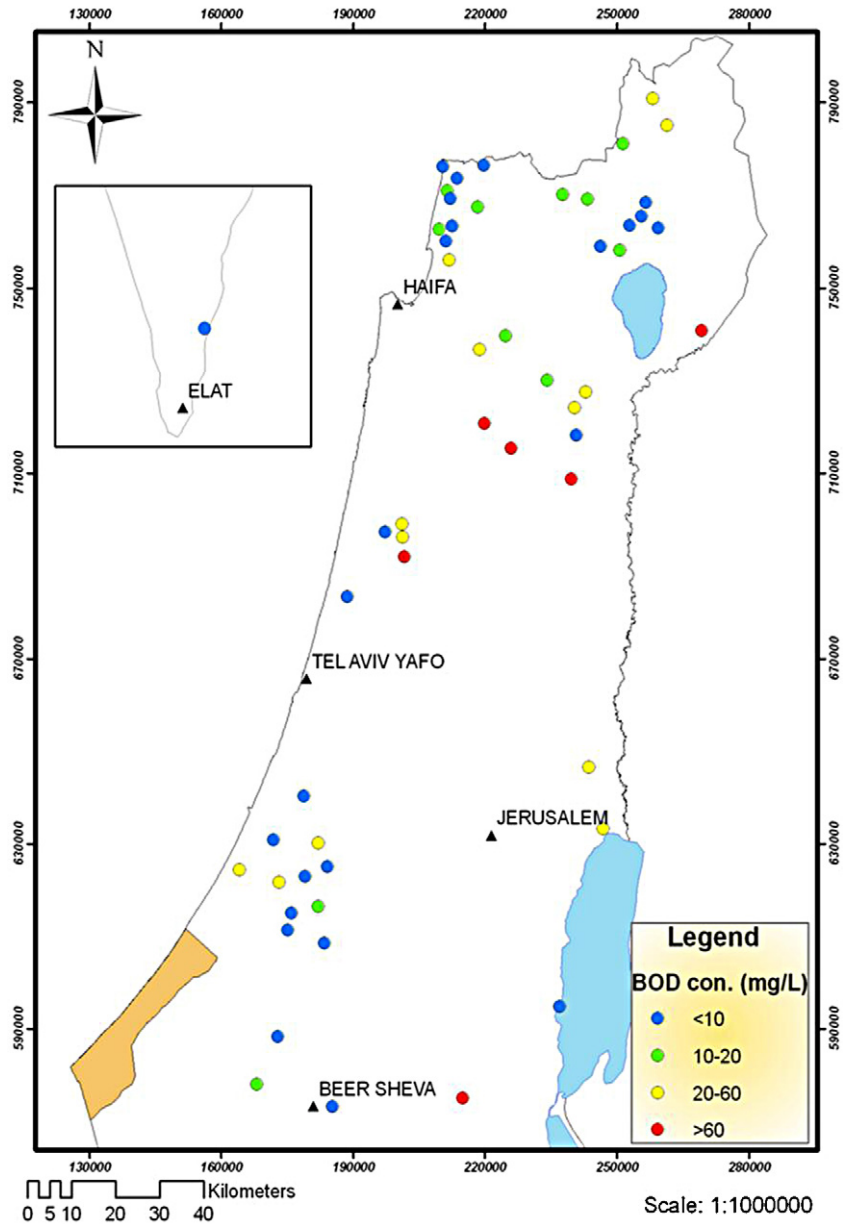 130000 160000 190000 220000 250000 280000
N
790000 790000
750000 750000
HAIFA
ELAT
710000 710000
670000 670000
TEL AVIV YAFO
JERUSALEM
630000 630000
Legend
BOD con. (mg/L)
<10
10-20
20-60
>60
590000 590000
BEER SHEVA
130000 160000 190000 220000 250000 280000
Kilometers
0 5 10 20 30 40
Scale: 1:1000000